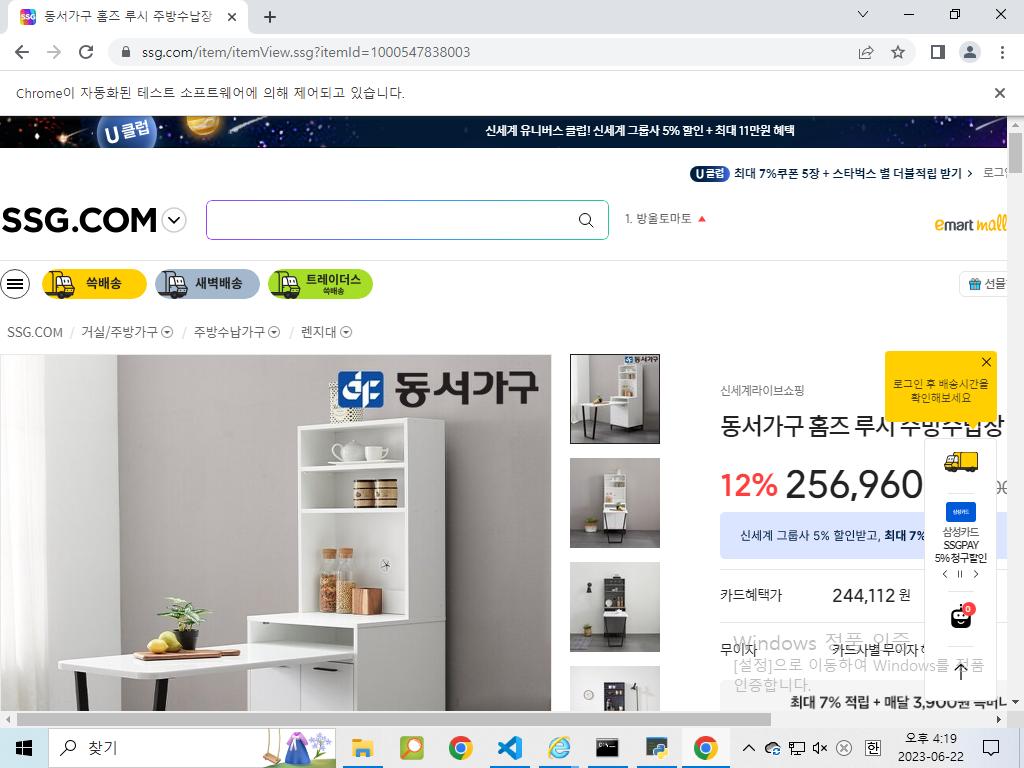 SSG 동서가구 홈즈 루시 주방수납장
ssg.com/item/itemView.ssg?itemId=1000547838003
Chrome이 자동화된 테스트 소프트웨어에 의해 제어되고 있습니다.
U 클럽
신세계 유니버스 클럽! 신세계 그룹사 5% 할인 + 최대 11만원 혜택
U 클럽 최대 7%쿠폰 5장 + 스타벅스 별 더블적립 받기 > 로그인
SSG.COM
1. 방울토마토
emart mall
쓱배송
새벽배송
트레이더스
쓱배송
선물
SSG.COM / 거실/주방가구 / 주방수납가구 / 렌지대
동서가구
동서가구
신세계라이브쇼핑
로그인 후 배송시간을
확인해보세요
동서가구 홈즈 루시 주방수납장
12% 256,960
신세계 그룹사 5% 할인받고, 최대 7%
삼성카드
삼성카드
SSGPAY
5% 청구할인
카드혜택가 244,112 원
0
무이자 카드사별 무이자
Windows 정품 인증
[설정]으로 이동하여 Windows를 정품
인증합니다.
최대 7% 적립 + 매달 3,900원 쓱머니
찾기
한
오후 4:19
2023-06-22